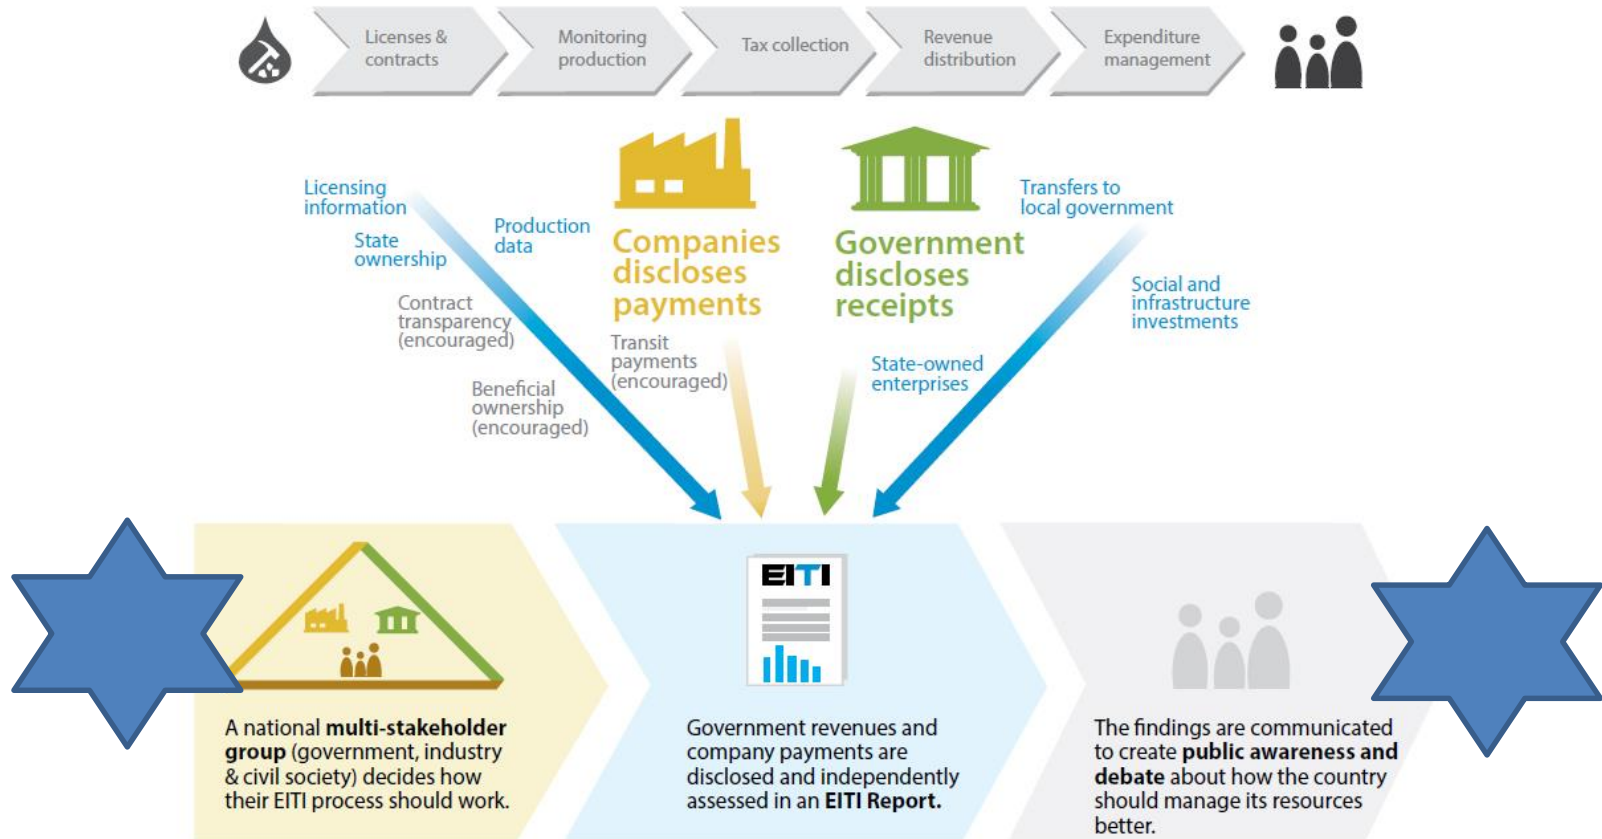 Licenses &
contracts
Monitoring
production
Tax collection
Revenue
distribution
Expenditure
management
Licensing
information
State
ownership
Production
data
Contract
transparency
(encouraged)
Beneficial
ownership
(encouraged)
Companies
discloses
payments
Transit
payments
(encouraged)
Government
discloses
receipts
State-owned
enterprises
Transfers to
local government
Social and
infrastructure
investments
A national multi-stakeholder
group (government, industry
& civil society) decides how
their EITI process should work.
EITI
Government revenues and
company payments are
disclosed and independently
assessed in an EITI Report.
The findings are communicated
to create public awareness and
debate about how the country
should manage its resources
better.